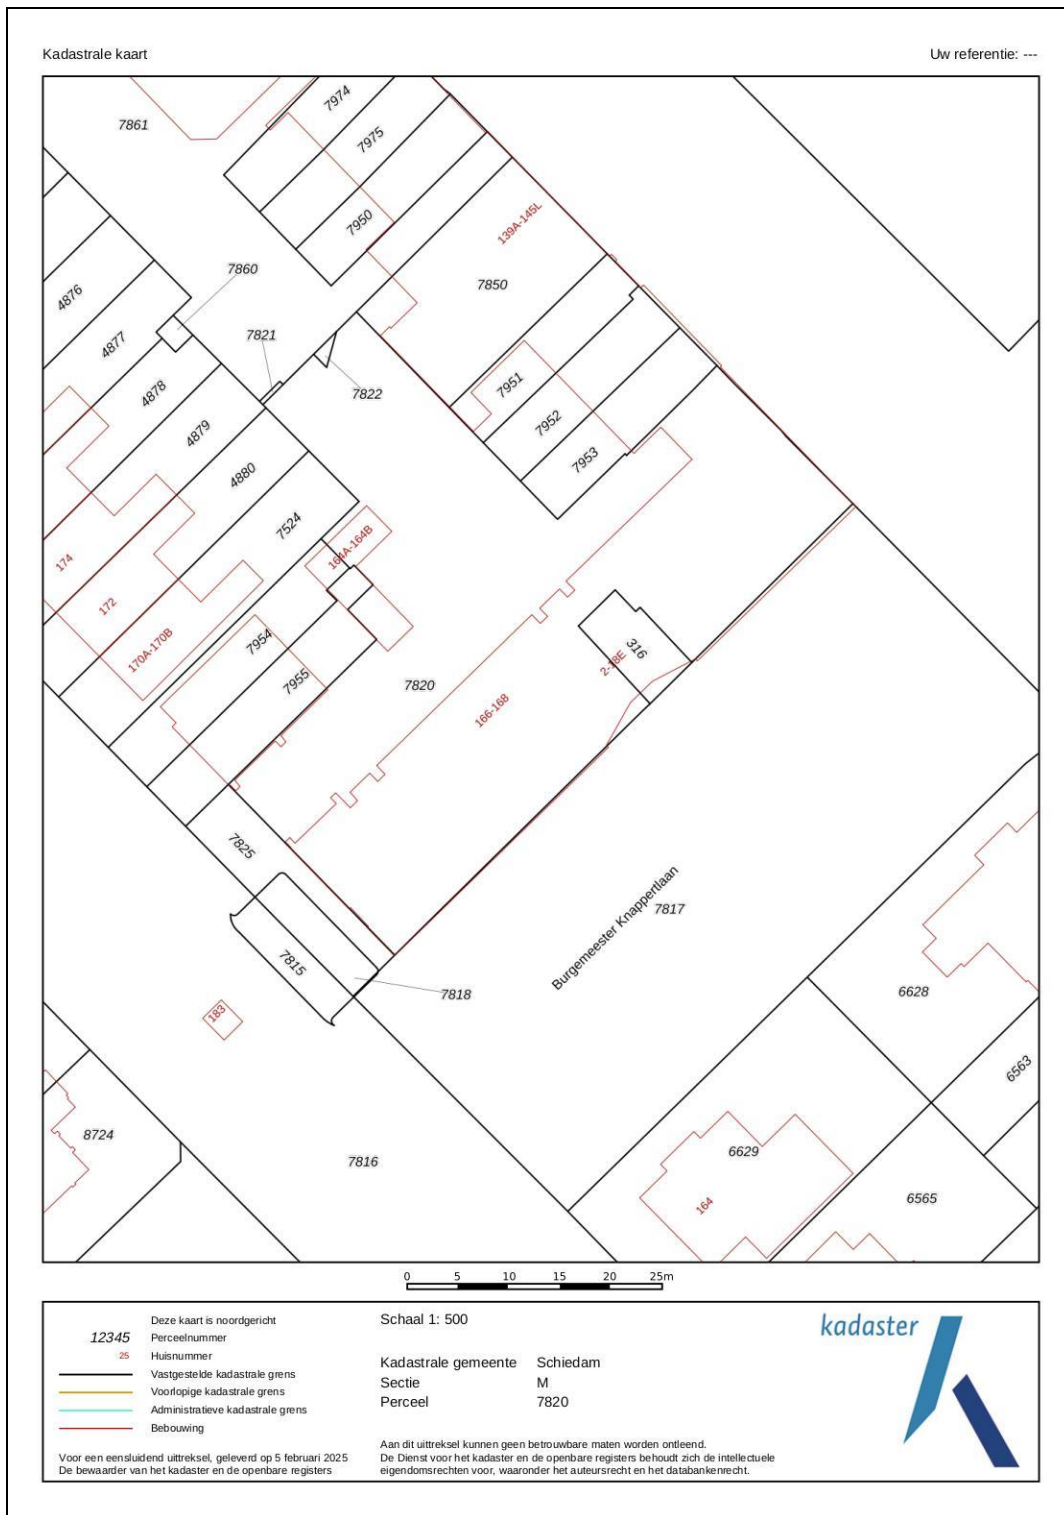 Kadastrale kaart
Uw referentie: ---
7861
7974
7975
7950
139A-145L
7860
7850
4876
7821
4877
7822
4878
7951
4879
7952
4880
7953
7524
174
164A-164B
172
7954
316
170A-170B
7955
2-18E
7820
166-168
7825
Burgemeester Knappertlaan
7817
7815
7818
6628
183
6563
8724
6629
7816
6565
164
0 5 10 15 20 25m
Deze kaart is noordgericht
12345 Perceelnummer
25 Huisnummer
Vastgestelde kadastrale grens
Voorlopige kadastrale grens
Administratieve kadastrale grens
Bebouwing
Voor een eensluidend uittreksel, geleverd op 5 februari 2025
De bewaarder van het kadaster en de openbare registers
Schaal 1: 500
Kadastrale gemeente Schiedam
Sectie M
Perceel 7820
Aan dit uittreksel kunnen geen betrouwbare maten worden ontleend.
De Dienst voor het kadaster en de openbare registers behoudt zich de intellectuele
eigendomsrechten voor, waaronder het auteursrecht en het databankenrecht.
kadaster